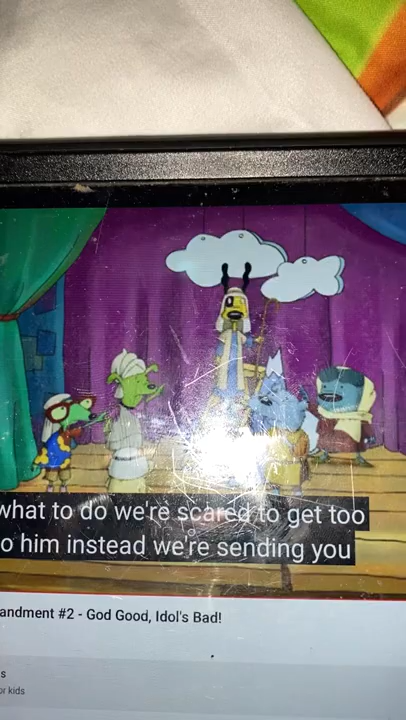 what to do we're scared to get too
o him instead we're sending you
andment #2 - God Good, Idol's Bad!
s
or kids